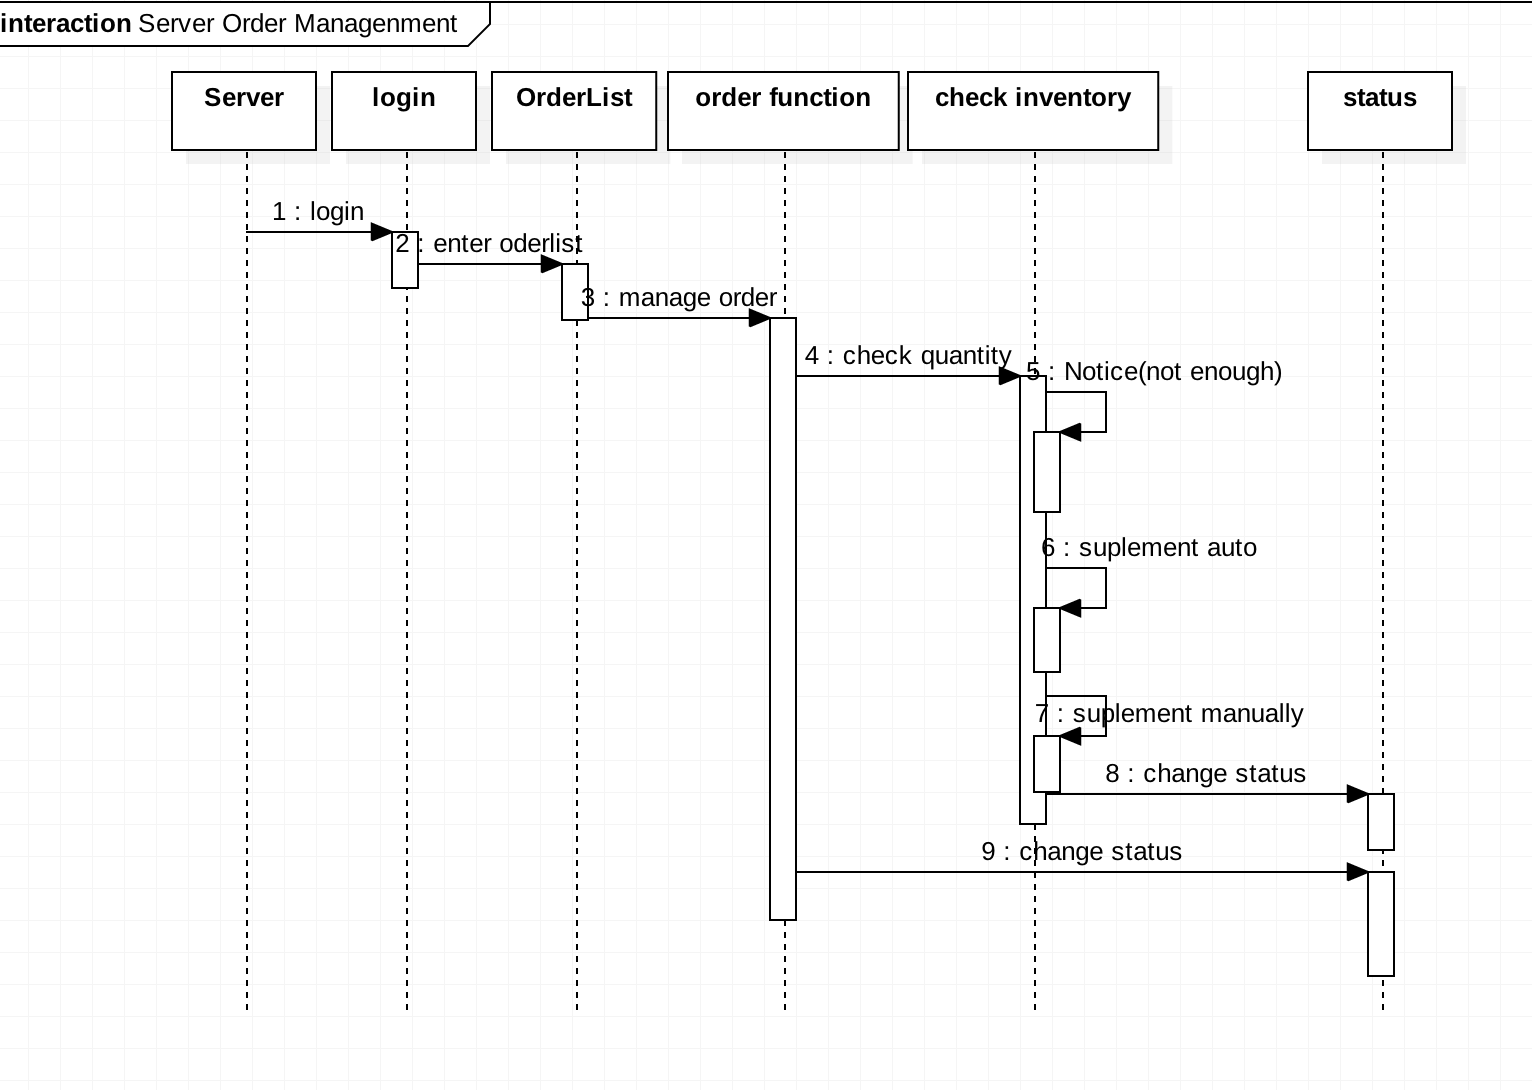 interaction Server Order Managenment
Server
login
OrderList
order function
check inventory
status
1 : login
2 : enter oderlist
3 : manage order
4 : check quantity
5 : Notice(not enough)
6 : suplement auto
7 : suplement manually
8 : change status
9 : change status